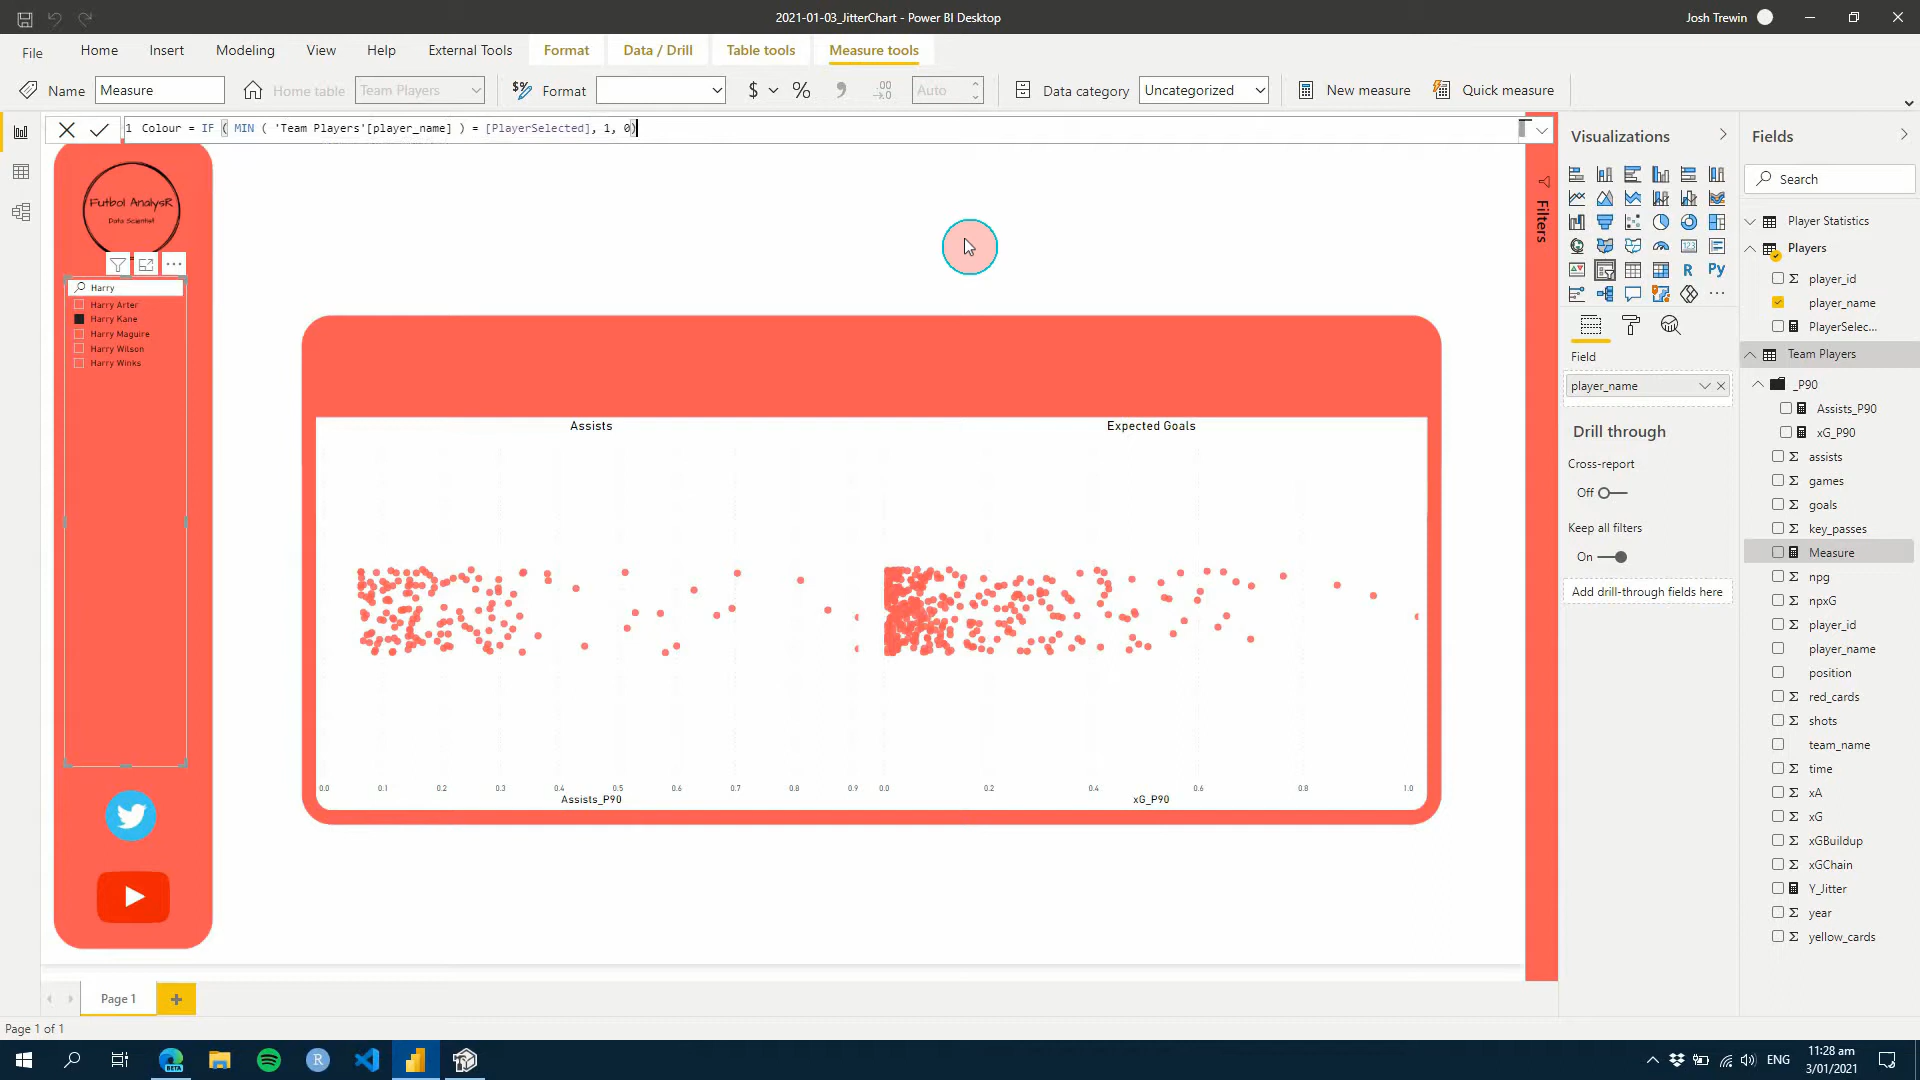 2021-01-03_JitterChart - Power BI Desktop
Josh Trewin
File
Home
Insert
Modeling
View
Help
External Tools
Format
Data / Drill
Table tools
Measure tools
Name
Measure
Home table
Team Players
Format
$
%
Auto
Data category
Uncategorized
New measure
Quick measure
1 Colour = IF ( MIN ( 'Team Players'[player_name] ) = [PlayerSelected], 1, 0)
Futbol AnalysR
Data Scientist
Harry
Harry Arter
Harry Kane
Harry Maguire
Harry Wilson
Harry Winks
Assists
0.0 0.1 0.2 0.3 0.4 0.5 0.6 0.7 0.8 0.9
Assists_P90
Expected Goals
0.0 0.2 0.4 0.6 0.8 1.0
xG_P90
Filters
Visualizations
R
Py
Field
player_name
Drill through
Cross-report
Off
Keep all filters
On
Add drill-through fields here
Fields
Search
Player Statistics
Players
player_id
player_name
PlayerSelec...
Team Players
_P90
Assists_P90
xG_P90
assists
games
goals
key_passes
Measure
npg
npxG
player_id
player_name
position
red_cards
shots
team_name
time
xA
xG
xGBuildup
xGChain
Y_Jitter
year
yellow_cards
Page 1
Page 1 of 1
BETA
R
ENG
11:28 am
3/01/2021